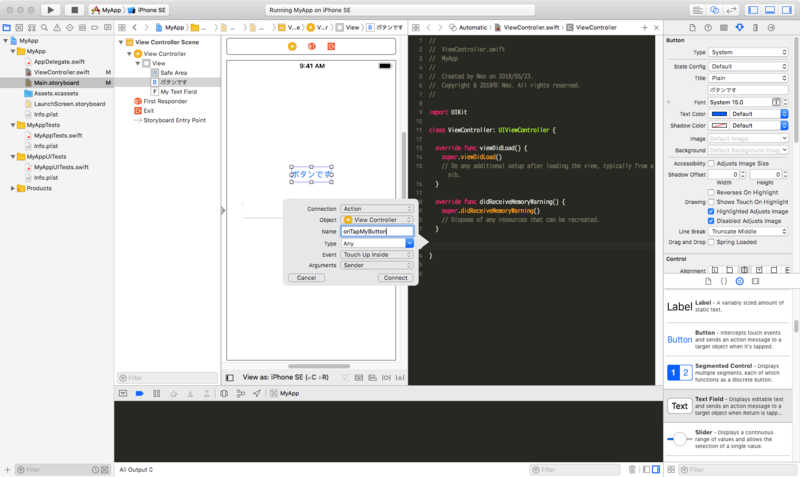 MyApp
iPhone SE
Running MyApp on iPhone SE
MyApp
MyApp
AppDelegate.swift
ViewController.swift M
Main.storyboard M
Assets.xcassets
LaunchScreen.storyboard
Info.plist
MyAppTests
MyAppTests.swift
Info.plist
MyAppUITests
MyAppUITests.swift
Info.plist
Products
Filter
MyApp
V...e
V...r
View
ボタンです
View Controller Scene
View Controller
View
Safe Area
ボタンです
My Text Field
First Responder
Exit
Storyboard Entry Point
Filter
9:41 AM
ボタンです
Connection Action
Object View Controller
Name onTapMyButton
Type Any
Event Touch Up Inside
Arguments Sender
Cancel Connect
View as: iPhone SE
Automatic
ViewController.swift
ViewController
//
// ViewController.swift
// MyApp
//
// Created by Neo on 2018/05/23.
// Copyright © 2018年 Neo. All rights reserved.
//
import UIKit
class ViewController: UIViewController {
override func viewDidLoad() {
super.viewDidLoad()
// Do any additional setup after loading the view, typically from a
nib.
}
override func didReceiveMemoryWarning() {
super.didReceiveMemoryWarning()
// Dispose of any resources that can be recreated.
}
}
MyApp
All Output
Filter
Button
Type System
State Config Default
Title Plain
ボタンです
Font System 15.0
Text Color Default
Shadow Color Default
Image Default Image
Background Default Background Imag
Accessibility Adjusts Image Size
Shadow Offset 0 0
Width Height
Reverses On Highlight
Drawing Shows Touch On Highlight
Highlighted Adjusts Image
Disabled Adjusts Image
Line Break Truncate Middle
Drag and Drop Spring Loaded
Control
Alignment
Label
Label - A variably sized amount of
static text.
Button
Button - Intercepts touch events
and sends an action message to a
target object when it's tapped.
1 2
Segmented Control - Displays
multiple segments, each of which
functions as a discrete button.
Text
Text Field - Displays editable text
and sends an action message to a
target object when Return is tapp...
Slider - Displays a continuous
range of values and allows the
selection of a single value.
Filter